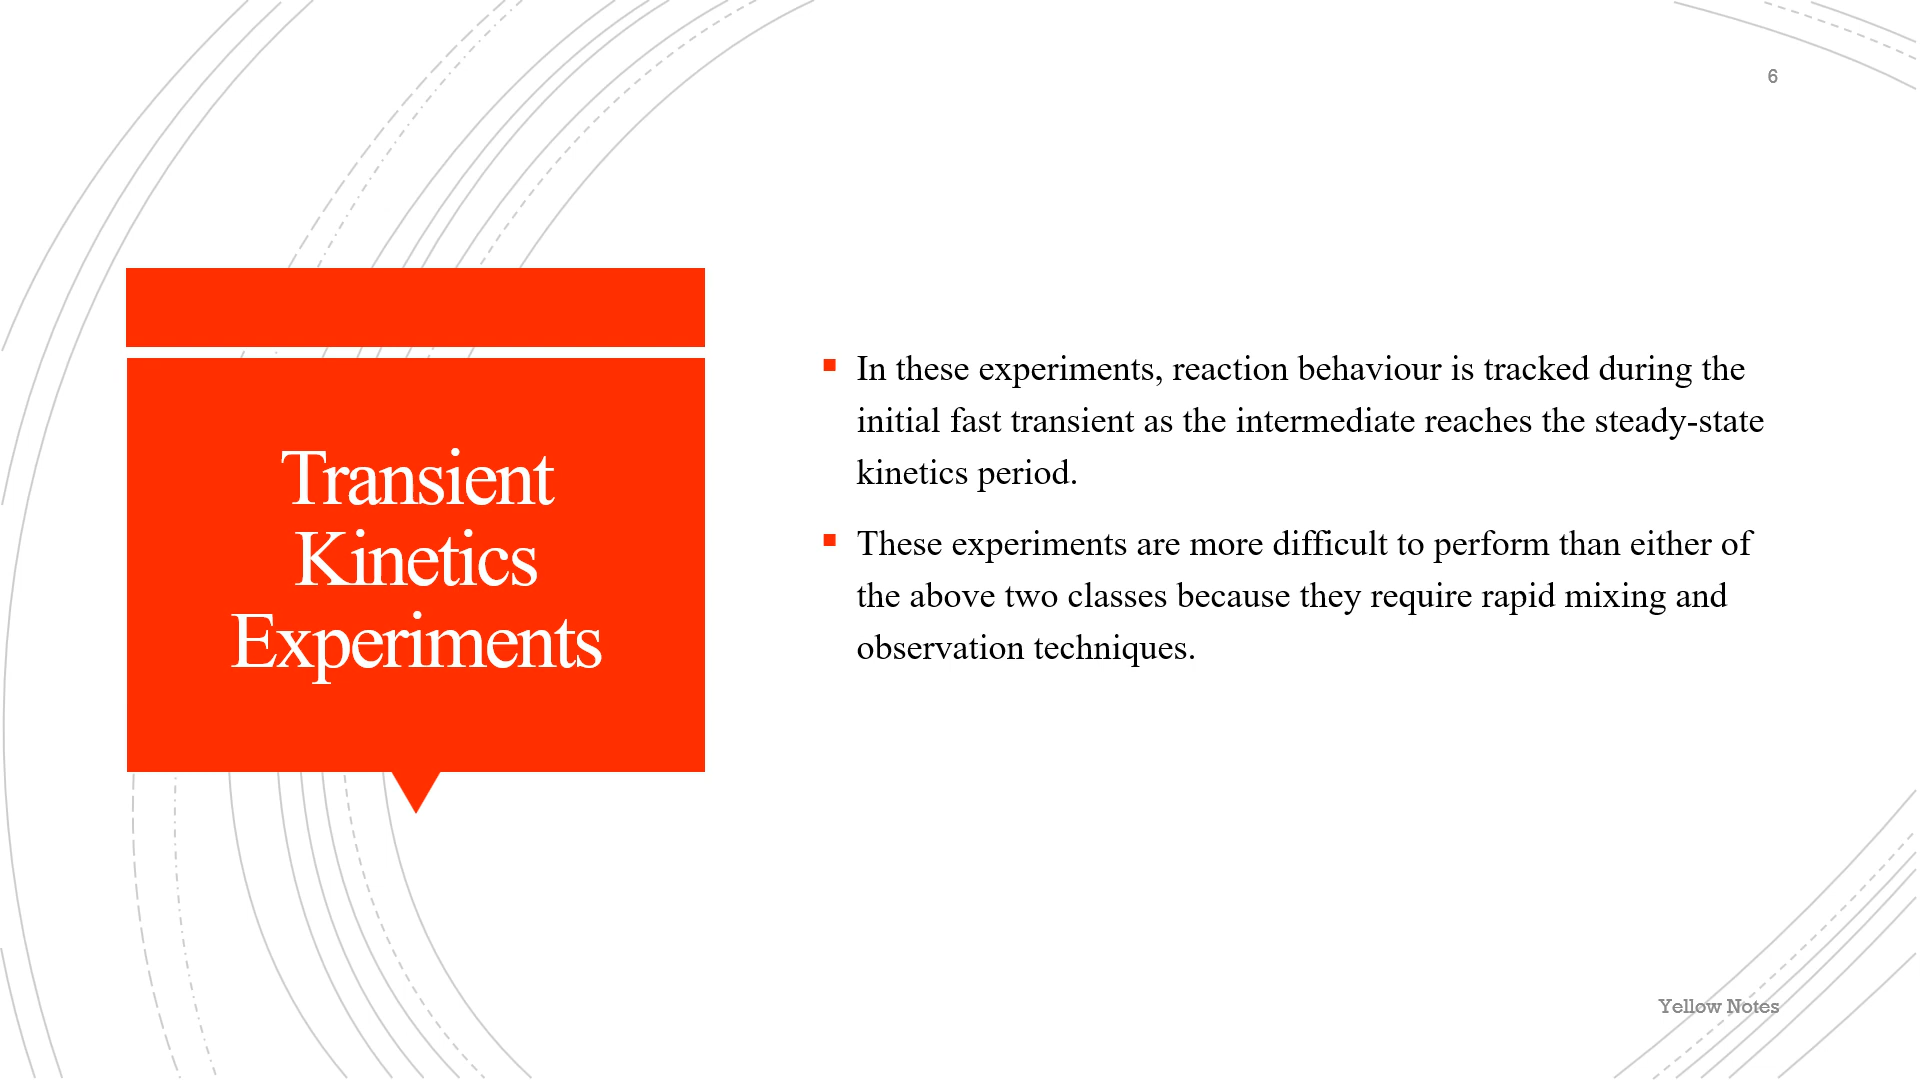 6
Transient
Kinetics
Experiments
In these experiments, reaction behaviour is tracked during the
initial fast transient as the intermediate reaches the steady-state
kinetics period.
These experiments are more difficult to perform than either of
the above two classes because they require rapid mixing and
observation techniques.
Yellow Notes